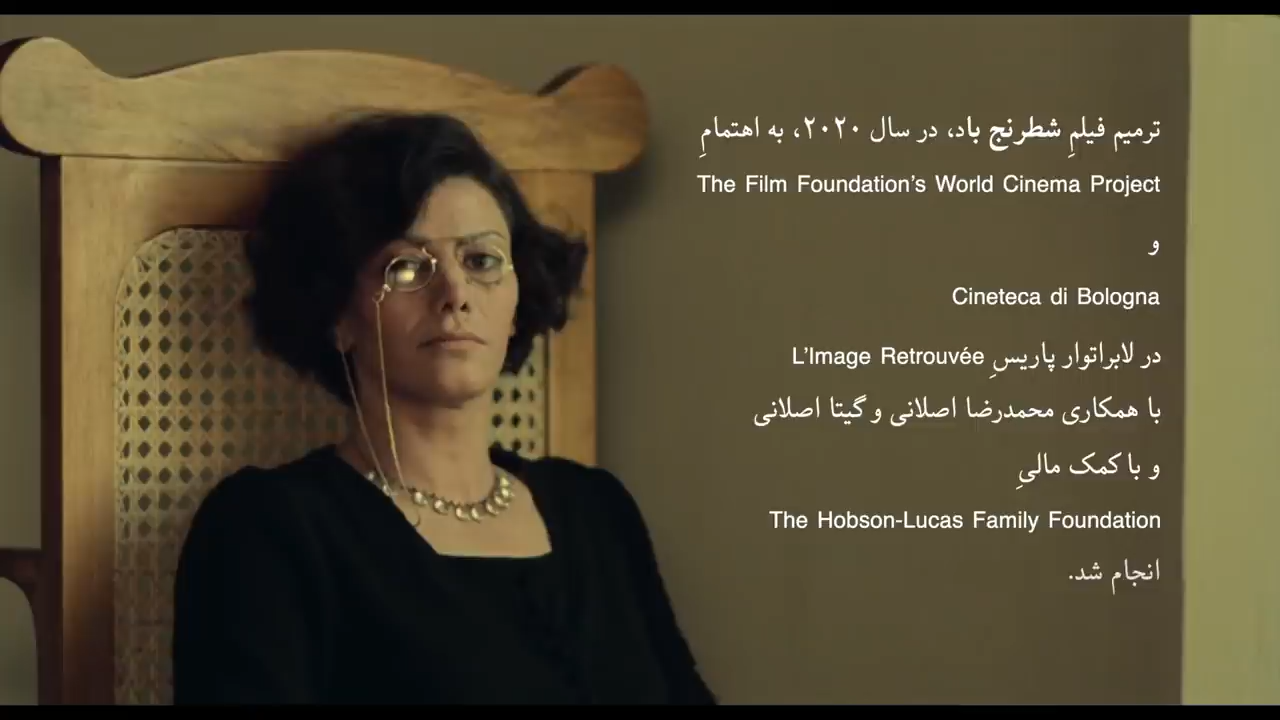 ترمیم فیلمِ شطرنج باد، در سال ۲۰۲۰، به اهتمامِ
The Film Foundation’s World Cinema Project
و
Cineteca di Bologna
در لابراتوار پاریسِ L’Image Retrouvée
با همکاری محمدرضا اصلانی و گیتا اصلانی
و با کمک مالیِ
The Hobson-Lucas Family Foundation
انجام شد.